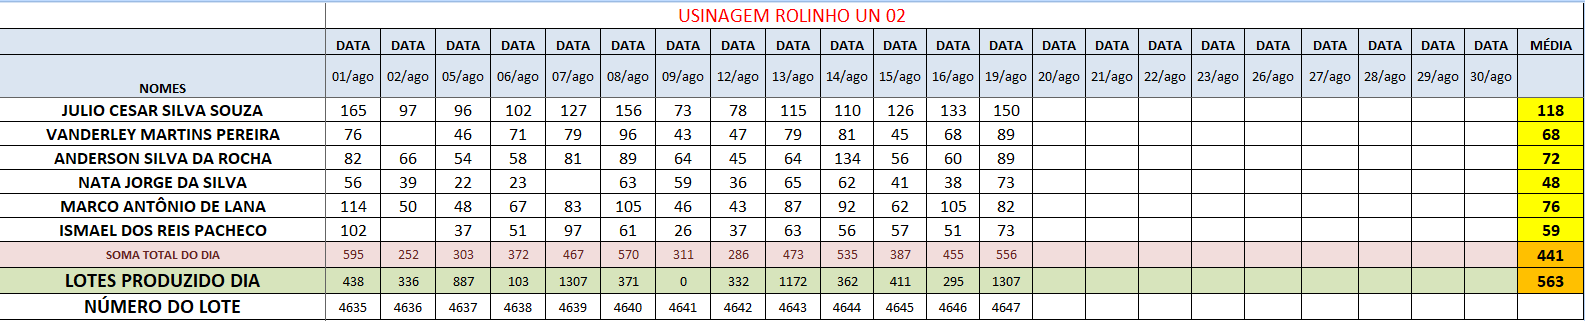 USINAGEM ROLINHO UN 02
DATA DATA DATA DATA DATA DATA DATA DATA DATA DATA DATA DATA DATA DATA DATA DATA DATA DATA DATA DATA DATA DATA MÉDIA
NOMES 01/ago 02/ago 05/ago 06/ago 07/ago 08/ago 09/ago 12/ago 13/ago 14/ago 15/ago 16/ago 19/ago 20/ago 21/ago 22/ago 23/ago 26/ago 27/ago 28/ago 29/ago 30/ago
JULIO CESAR SILVA SOUZA 165 97 96 102 127 156 73 78 115 110 126 133 150 118
VANDERLEY MARTINS PEREIRA 76 46 71 79 96 43 47 79 81 45 68 89 68
ANDERSON SILVA DA ROCHA 82 66 54 58 81 89 64 45 64 134 56 60 89 72
NATA JORGE DA SILVA 56 39 22 23 63 59 36 65 62 41 38 73 48
MARCO ANTÔNIO DE LANA 114 50 48 67 83 105 46 43 87 92 62 105 82 76
ISMAEL DOS REIS PACHECO 102 37 51 97 61 26 37 63 56 57 51 73 59
SOMA TOTAL DO DIA 595 252 303 372 467 570 311 286 473 535 387 455 556 441
LOTES PRODUZIDO DIA 438 336 887 103 1307 371 0 332 1172 362 411 295 1307 563
NÚMERO DO LOTE 4635 4636 4637 4638 4639 4640 4641 4642 4643 4644 4645 4646 4647